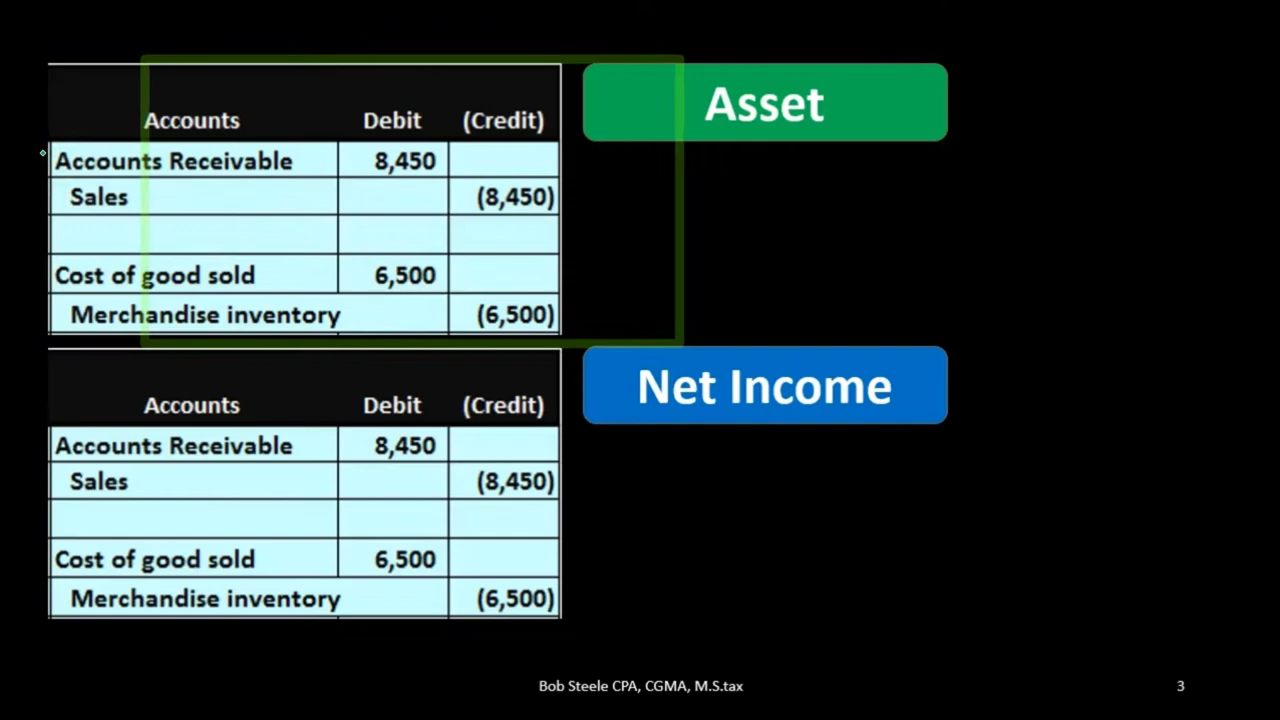 Accounts Debit (Credit)
Accounts Receivable 8,450
Sales (8,450)
Cost of good sold 6,500
Merchandise inventory (6,500)
Asset
Accounts Debit (Credit)
Accounts Receivable 8,450
Sales (8,450)
Cost of good sold 6,500
Merchandise inventory (6,500)
Net Income
Bob Steele CPA, CGMA, M.S.tax
3